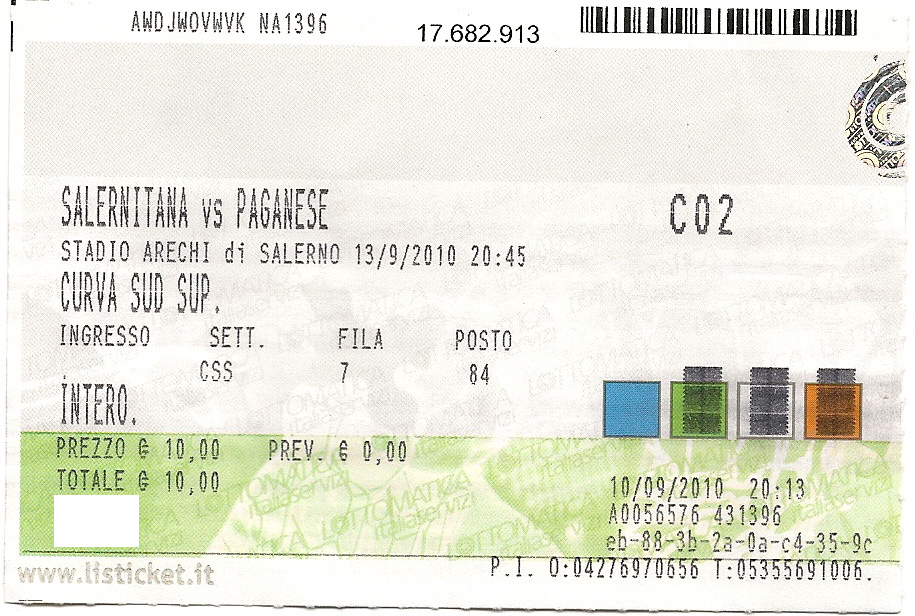 AWDJWOVWVK NA1396
17.682.913
SALERNITANA vs PAGANESE
C02
STADIO ARECHI di SALERNO 13/9/2010 20:45
CURVA SUD SUP.
INGRESSO SETT. FILA POSTO
. CSS 7 84
INTERO.
PREZZO € 10,00 PREV. € 0,00
TOTALE € 10,00
LOTTOMATICA
italiaservizi
10/09/2010 20:13
A0056576 431396
eb-88-3b-2a-0a-c4-35-9c
P.I. O:04276970656 T:05355691006.
www.listicket.it